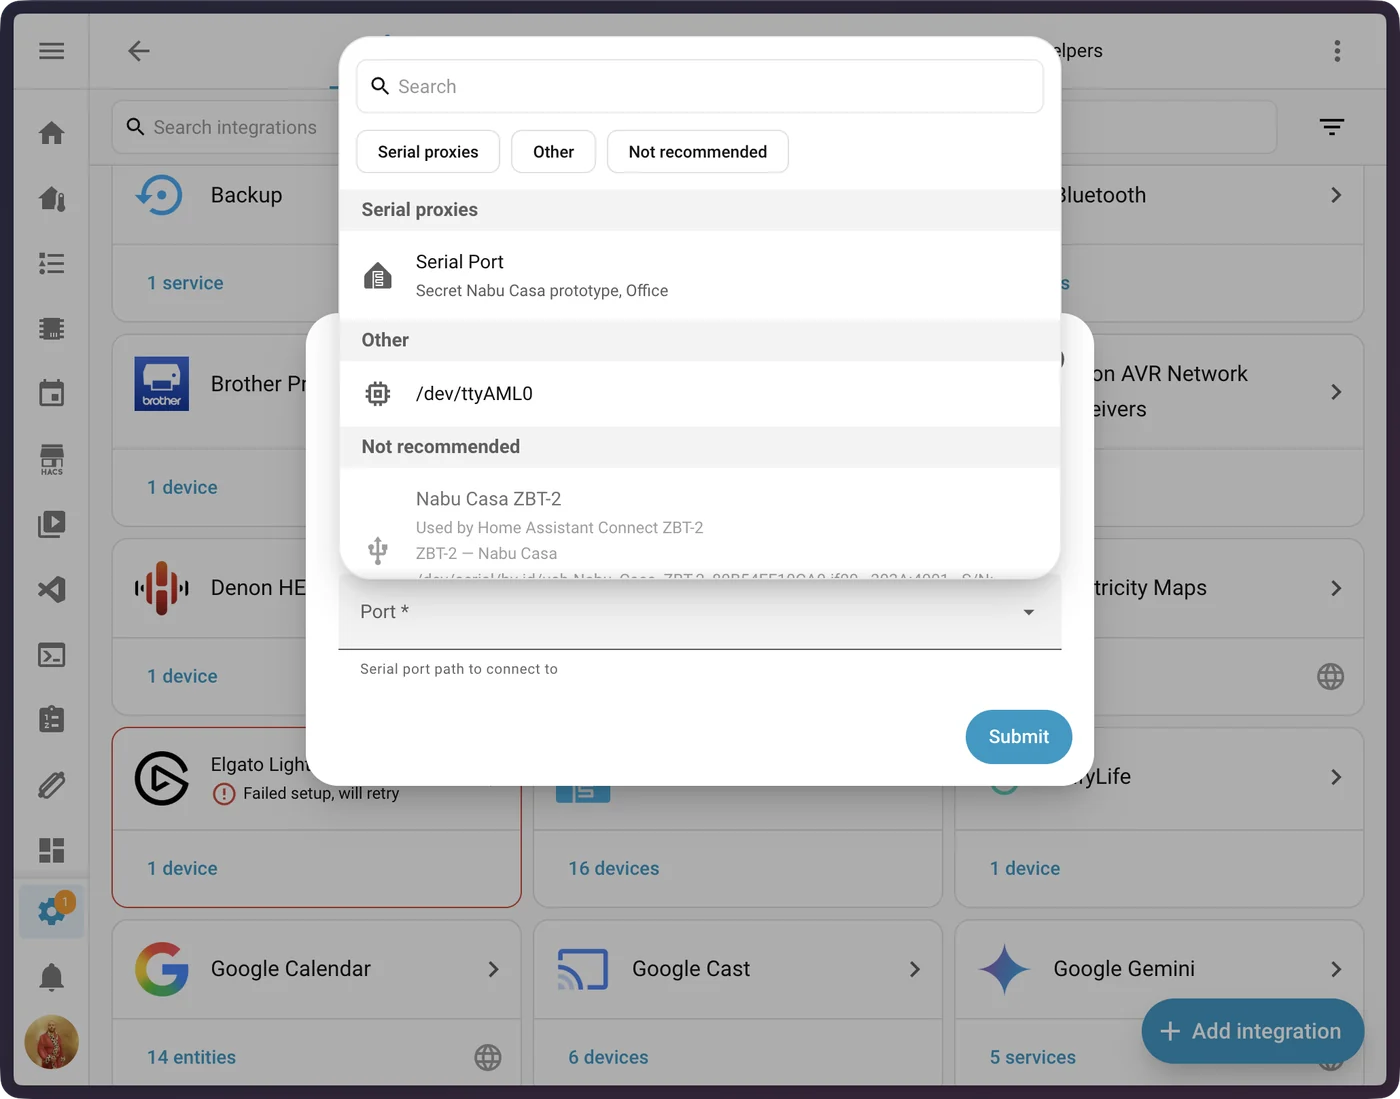 elpers
Search
Search integrations
Serial proxies
Other
Not recommended
Serial proxies
Serial Port
Secret Nabu Casa prototype, Office
Other
/dev/ttyAML0
Not recommended
Nabu Casa ZBT-2
Used by Home Assistant Connect ZBT-2
ZBT-2 — Nabu Casa
Port *
Serial port path to connect to
Submit
Backup
1 service
Bluetooth
s
brother
Brother Pr
1 device
on AVR Network
eivers
HACS
Denon HE
1 device
tricity Maps
Elgato Light
Failed setup, will retry
1 device
16 devices
yLife
1 device
1
Google Calendar
14 entities
Google Cast
6 devices
Google Gemini
5 services
Add integration